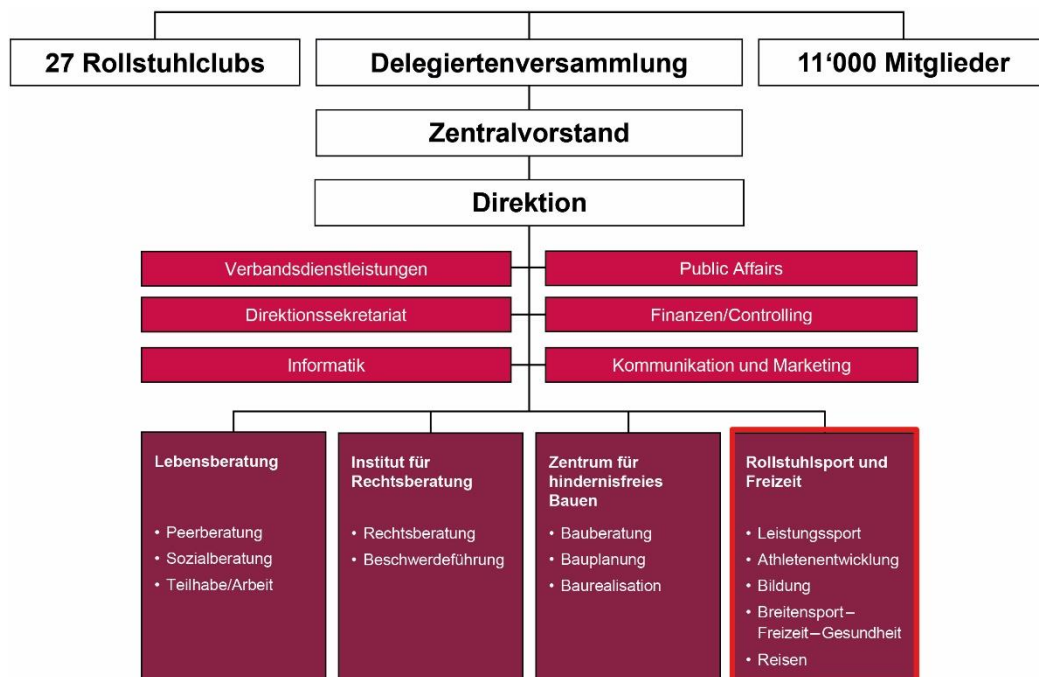 27 Rollstuhlclubs
Delegiertenversammlung
11‘000 Mitglieder
Zentralvorstand
Direktion
Verbandsdienstleistungen
Public Affairs
Direktionssekretariat
Finanzen/Controlling
Informatik
Kommunikation und Marketing
Lebensberatung
• Peerberatung
• Sozialberatung
• Teilhabe/Arbeit
Institut für
Rechtsberatung
• Rechtsberatung
• Beschwerdeführung
Zentrum für
hindernisfreies
Bauen
• Bauberatung
• Bauplanung
• Baurealisation
Rollstuhlsport und
Freizeit
• Leistungssport
• Athletenentwicklung
• Bildung
• Breitensport–
Freizeit–Gesundheit
• Reisen